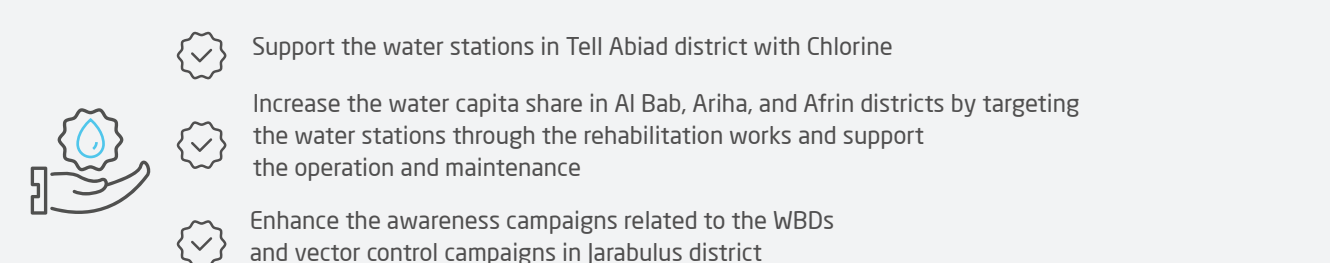 Support the water stations in Tell Abiad district with Chlorine
Increase the water capita share in Al Bab, Ariha, and Afrin districts by targeting
the water stations through the rehabilitation works and support
the operation and maintenance
Enhance the awareness campaigns related to the WBDs
and vector control campaigns in Jarabulus district